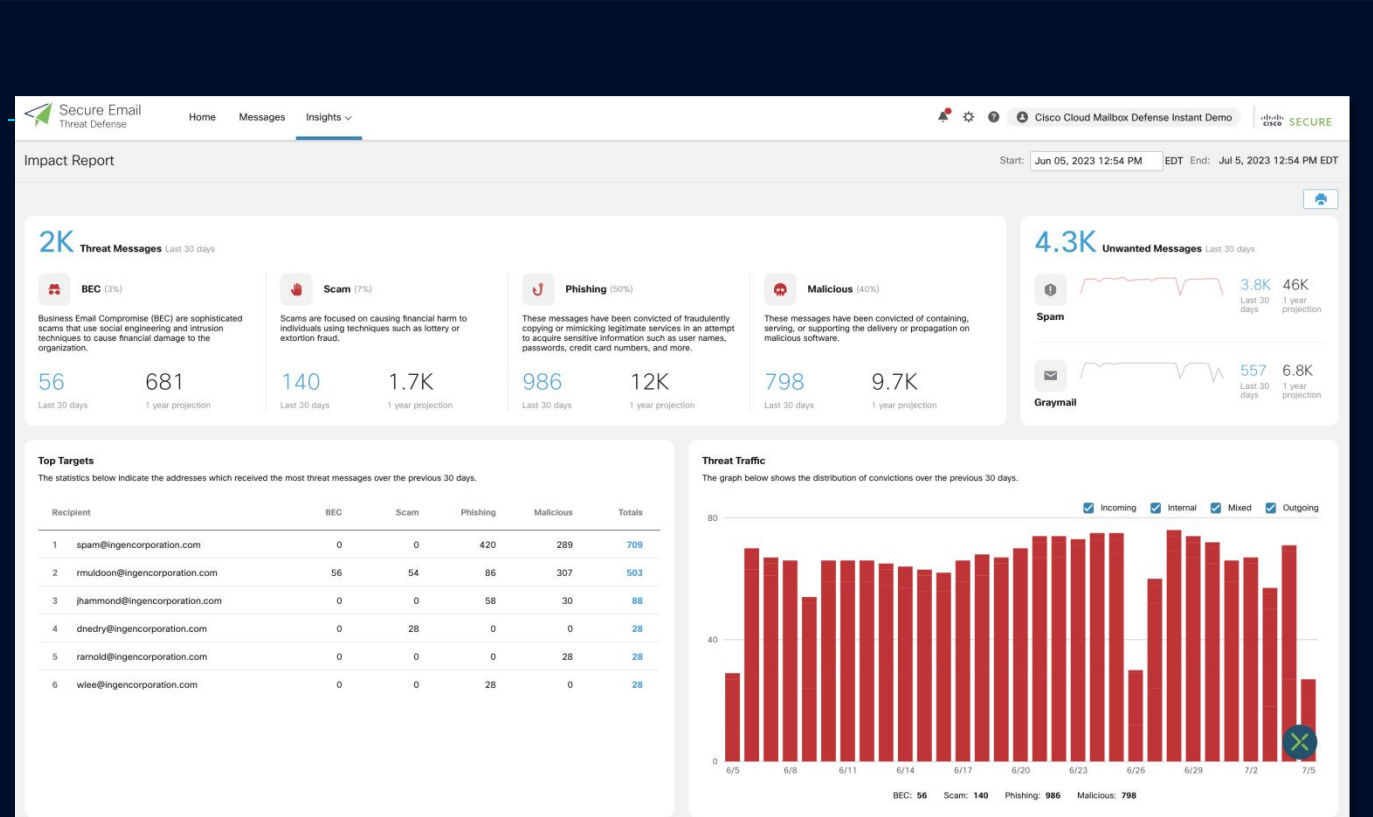 Secure Email
Threat Defense
Home Messages Insights
Cisco Cloud Mailbox Defense Instant Demo
cisco SECURE
Impact Report
Start: Jun 05, 2023 12:54 PM EDT End: Jul 5, 2023 12:54 PM EDT
2K Threat Messages Last 30 days
BEC (3%)
Business Email Compromise (BEC) are sophisticated
scams that use social engineering and intrusion
techniques to cause financial damage to the
organization.
56 681
Last 30 days 1 year projection
Scam (7%)
Scams are focused on causing financial harm to
individuals using techniques such as lottery or
extortion fraud.
140 1.7K
Last 30 days 1 year projection
Phishing (50%)
These messages have been convicted of fraudulently
copying or mimicking legitimate services in an attempt
to acquire sensitive information such as user names,
passwords, credit card numbers, and more.
986 12K
Last 30 days 1 year projection
Malicious (40%)
These messages have been convicted of containing,
serving, or supporting the delivery or propagation on
malicious software.
798 9.7K
Last 30 days 1 year projection
4.3K Unwanted Messages Last 30 days
Spam
3.8K 46K
Last 30 1 year
days projection
Graymail
557 6.8K
Last 30 1 year
days projection
Top Targets
The statistics below indicate the addresses which received the most threat messages over the previous 30 days.
Recipient BEC Scam Phishing Malicious Totals
1 spam@ingencorporation.com 0 0 420 289 709
2 rmuldoon@ingencorporation.com 56 54 86 307 503
3 jhammond@ingencorporation.com 0 0 58 30 88
4 dnedry@ingencorporation.com 0 28 0 0 28
5 rarnold@ingencorporation.com 0 0 0 28 28
6 wlee@ingencorporation.com 0 0 28 0 28
Threat Traffic
The graph below shows the distribution of convictions over the previous 30 days.
Incoming Internal Mixed Outgoing
80
40
0
6/5 6/8 6/11 6/14 6/17 6/20 6/23 6/26 6/29 7/2 7/5
BEC: 56 Scam: 140 Phishing: 986 Malicious: 798